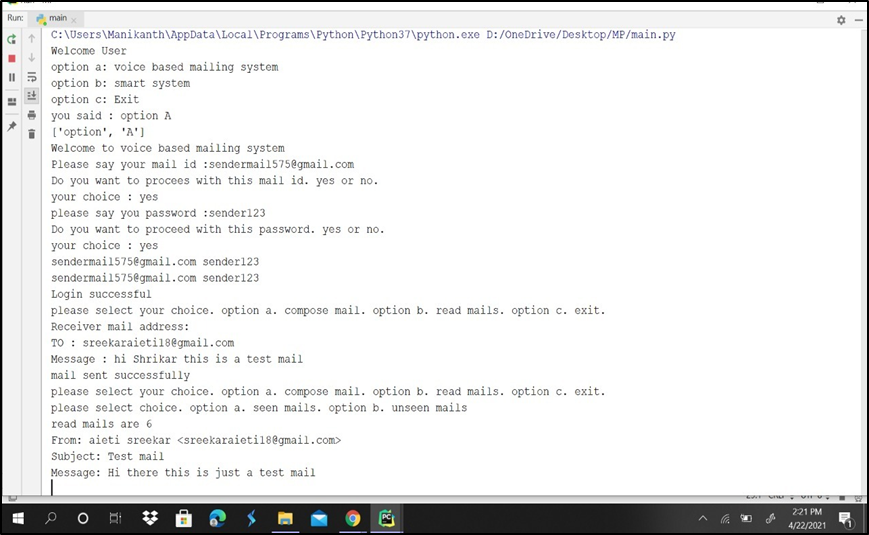 Run: main
C:\Users\Manikanth\AppData\Local\Programs\Python\Python37\python.exe D:/OneDrive/Desktop/MP/main.py
Welcome User
option a: voice based mailing system
option b: smart system
option c: Exit
you said : option A
['option', 'A']
Welcome to voice based mailing system
Please say your mail id :sendermail575@gmail.com
Do you want to procees with this mail id. yes or no.
your choice : yes
please say you password :sender123
Do you want to proceed with this password. yes or no.
your choice : yes
sendermail575@gmail.com sender123
sendermail575@gmail.com sender123
Login successful
please select your choice. option a. compose mail. option b. read mails. option c. exit.
Receiver mail address:
TO : sreekaraieti18@gmail.com
Message : hi Shrikar this is a test mail
mail sent successfully
please select your choice. option a. compose mail. option b. read mails. option c. exit.
please select choice. option a. seen mails. option b. unseen mails
read mails are 6
From: aieti sreekar <sreekaraieti18@gmail.com>
Subject: Test mail
Message: Hi there this is just a test mail
PC
2:21 PM
4/22/2021
1